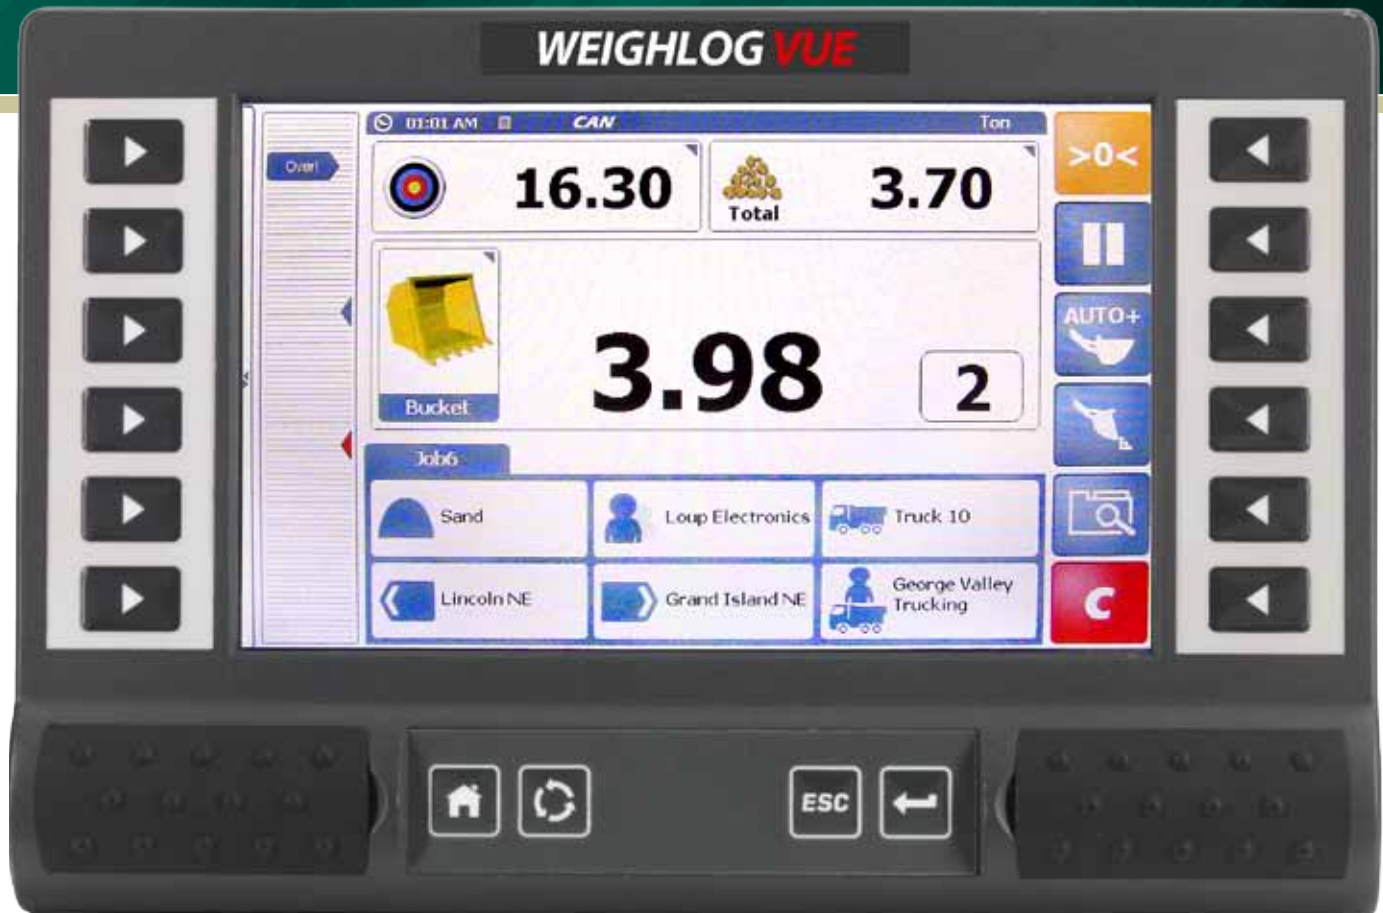 WEIGHLOG VUE
01:01 AM CAN Ton
Over!
16.30
Total
3.70
>0<
AUTO+
Bucket
3.98
2
Job6
Sand
Loup Electronics
Truck 10
Lincoln NE
Grand Island NE
George Valley
Trucking
C
ESC